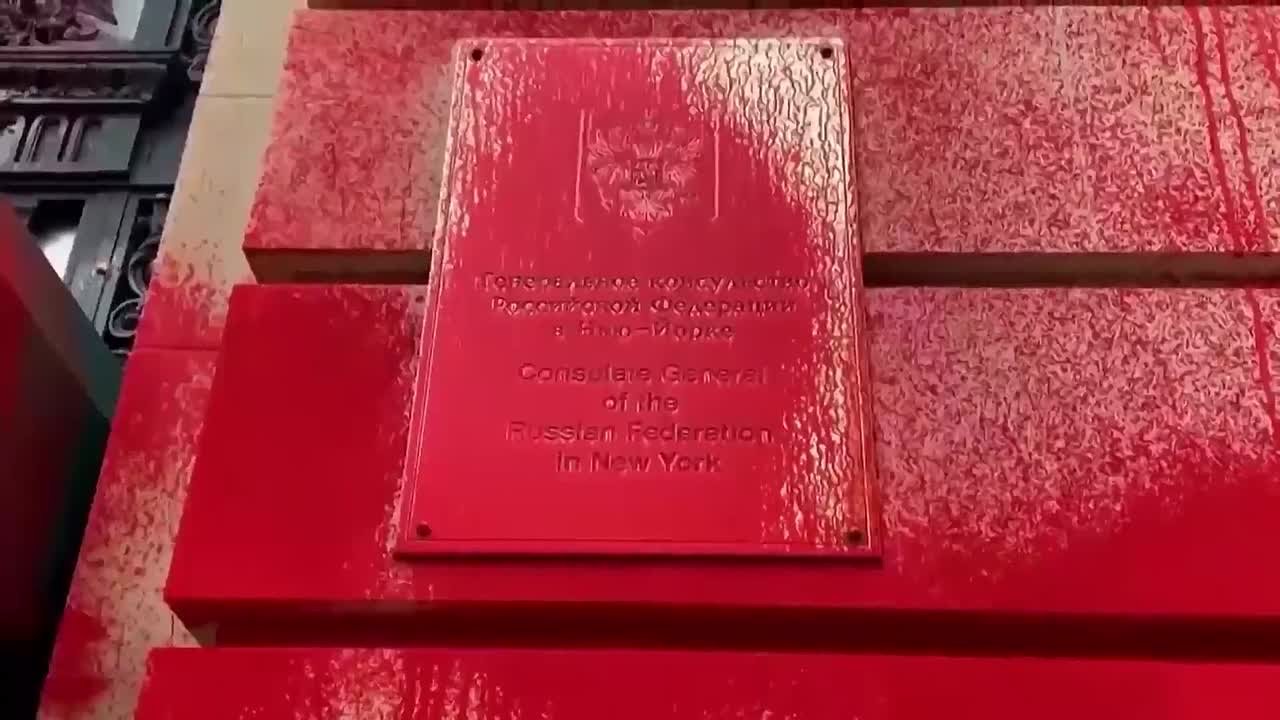 Генеральное консульство
Российской Федерации
в Нью-Йорке
Consulate General
of the
Russian Federation
in New York